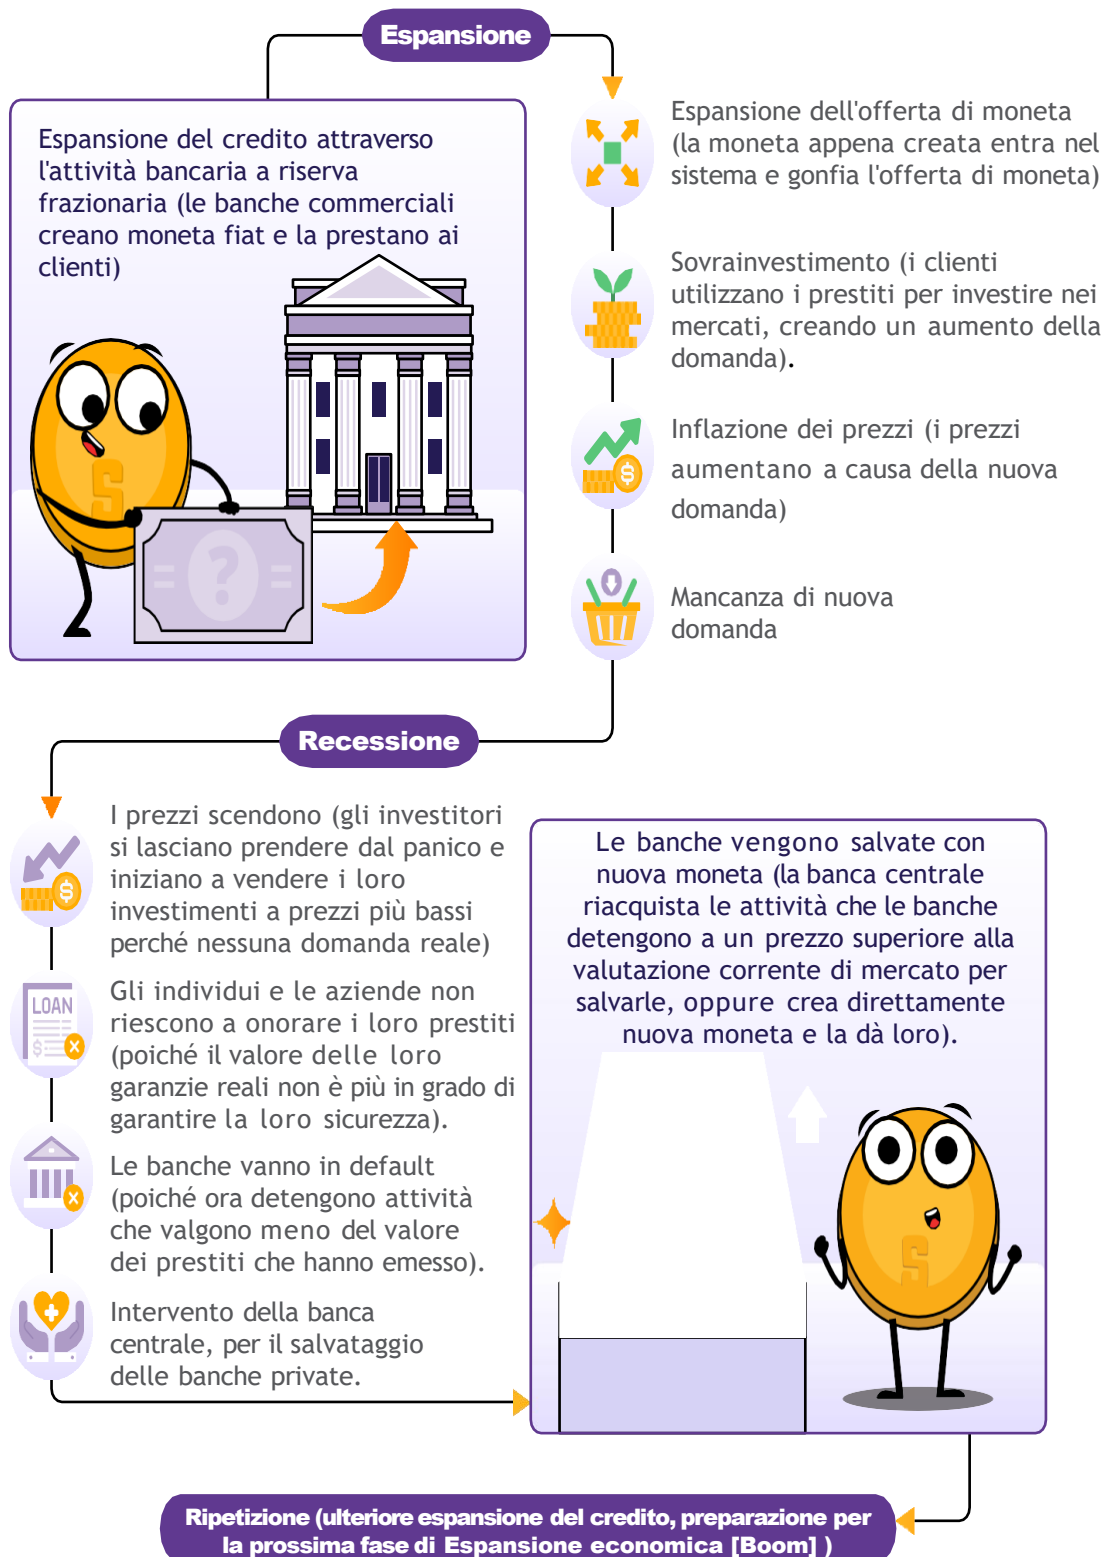 Espansione
Espansione del credito attraverso
l'attività bancaria a riserva
frazionaria (le banche commerciali
creano moneta fiat e la prestano ai
clienti)
S
?
Espansione dell'offerta di moneta
(la moneta appena creata entra nel
sistema e gonfia l'offerta di moneta)
Sovrainvestimento (i clienti
utilizzano i prestiti per investire nei
mercati, creando un aumento della
domanda).
$
Inflazione dei prezzi (i prezzi
aumentano a causa della nuova
domanda)
Mancanza di nuova
domanda
Recessione
$
I prezzi scendono (gli investitori
si lasciano prendere dal panico e
iniziano a vendere i loro
investimenti a prezzi più bassi
perché nessuna domanda reale)
LOAN
$
x
Gli individui e le aziende non
riescono a onorare i loro prestiti
(poiché il valore delle loro
garanzie reali non è più in grado di
garantire la loro sicurezza).
x
Le banche vanno in default
(poiché ora detengono attività
che valgono meno del valore
dei prestiti che hanno emesso).
Intervento della banca
centrale, per il salvataggio
delle banche private.
Le banche vengono salvate con
nuova moneta (la banca centrale
riacquista le attività che le banche
detengono a un prezzo superiore alla
valutazione corrente di mercato per
salvarle, oppure crea direttamente
nuova moneta e la dà loro).
S
Ripetizione (ulteriore espansione del credito, preparazione per
la prossima fase di Espansione economica [Boom] )